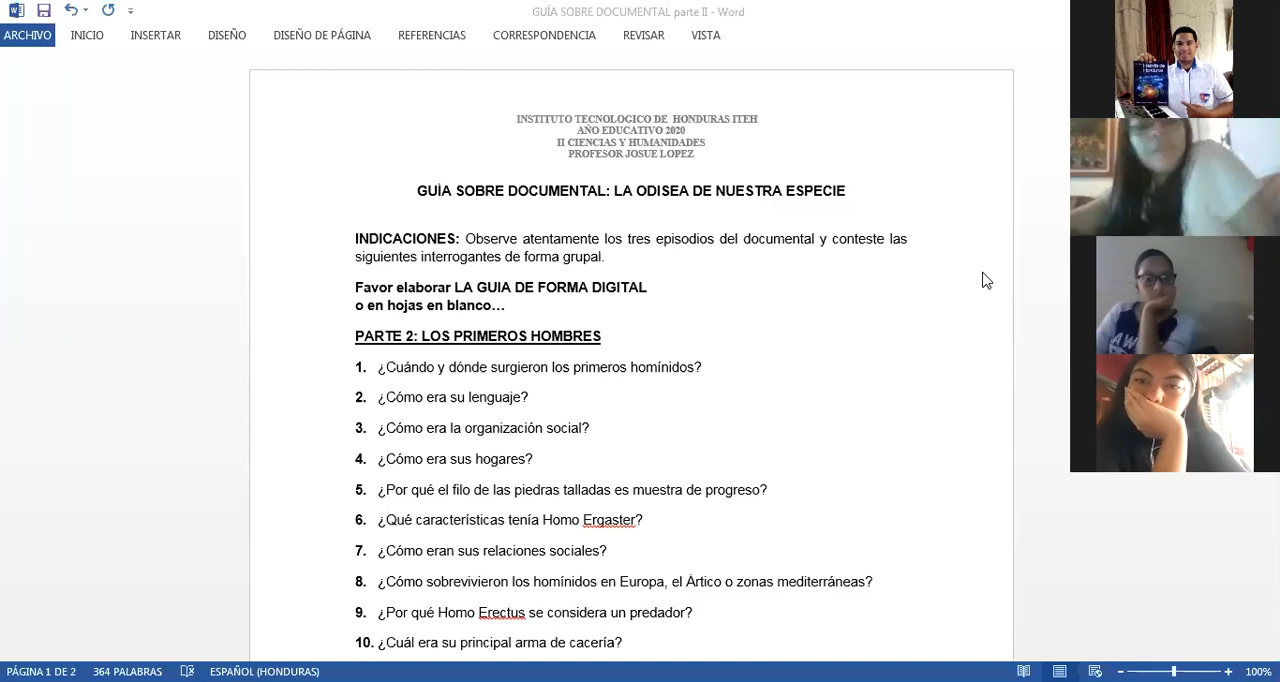 GUÍA SOBRE DOCUMENTAL parte II - Word
ARCHIVO INICIO INSERTAR DISEÑO DISEÑO DE PÁGINA REFERENCIAS CORRESPONDENCIA REVISAR VISTA
INSTITUTO TECNOLOGICO DE HONDURAS ITEH
AÑO EDUCATIVO 2020
II CIENCIAS Y HUMANIDADES
PROFESOR JOSUE LOPEZ
GUÍA SOBRE DOCUMENTAL: LA ODISEA DE NUESTRA ESPECIE
INDICACIONES: Observe atentamente los tres episodios del documental y conteste las
siguientes interrogantes de forma grupal.
Favor elaborar LA GUIA DE FORMA DIGITAL
o en hojas en blanco…
PARTE 2: LOS PRIMEROS HOMBRES
1. ¿Cuándo y dónde surgieron los primeros homínidos?
2. ¿Cómo era su lenguaje?
3. ¿Cómo era la organización social?
4. ¿Cómo era sus hogares?
5. ¿Por qué el filo de las piedras talladas es muestra de progreso?
6. ¿Qué características tenía Homo Ergaster?
7. ¿Cómo eran sus relaciones sociales?
8. ¿Cómo sobrevivieron los homínidos en Europa, el Ártico o zonas mediterráneas?
9. ¿Por qué Homo Erectus se considera un predador?
10. ¿Cuál era su principal arma de cacería?
PÁGINA 1 DE 2 364 PALABRAS ESPAÑOL (HONDURAS) 100%